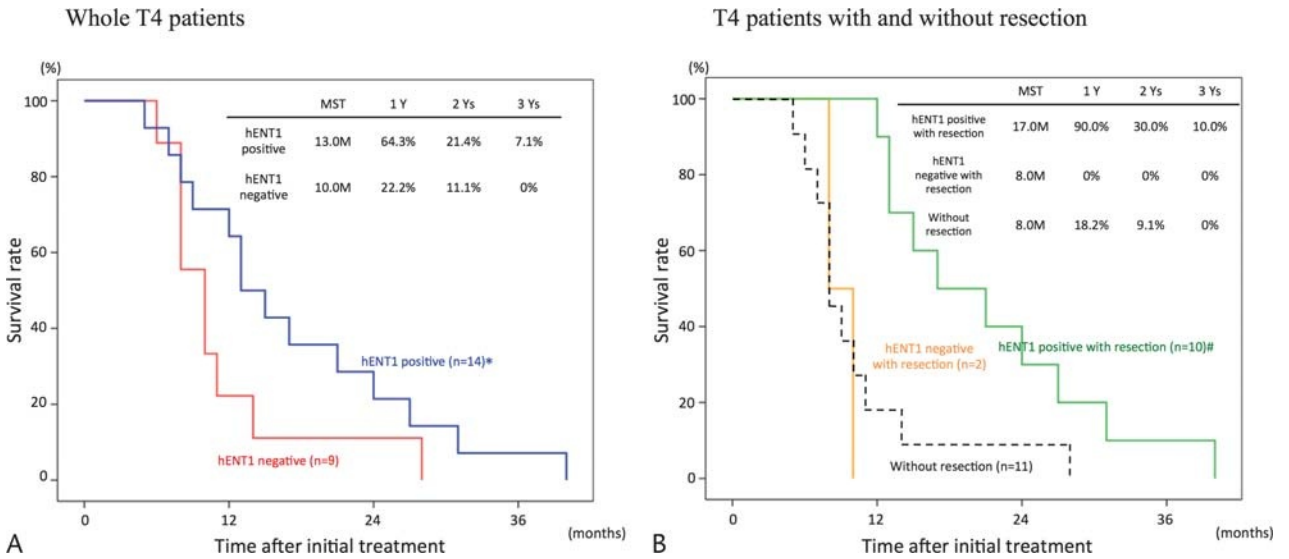 Whole T4 patients
(%)
Survival rate
100
80
60
40
20
0
MST 1 Y 2 Ys 3 Ys
hENT1
positive
13.0M 64.3% 21.4% 7.1%
hENT1
negative
10.0M 22.2% 11.1% 0%
hENT1 positive (n=14)*
hENT1 negative (n=9)
0 12 24 36
(months)
Time after initial treatment
A
T4 patients with and without resection
(%)
Survival rate
100
80
60
40
20
0
MST 1 Y 2 Ys 3 Ys
hENT1 positive
with resection
17.0M 90.0% 30.0% 10.0%
hENT1
negative with
resection
8.0M 0% 0% 0%
Without
resection
8.0M 18.2% 9.1% 0%
hENT1 negative
with resection (n=2)
hENT1 positive with resection (n=10)#
Without resection (n=11)
0 12 24 36
(months)
Time after initial treatment
B